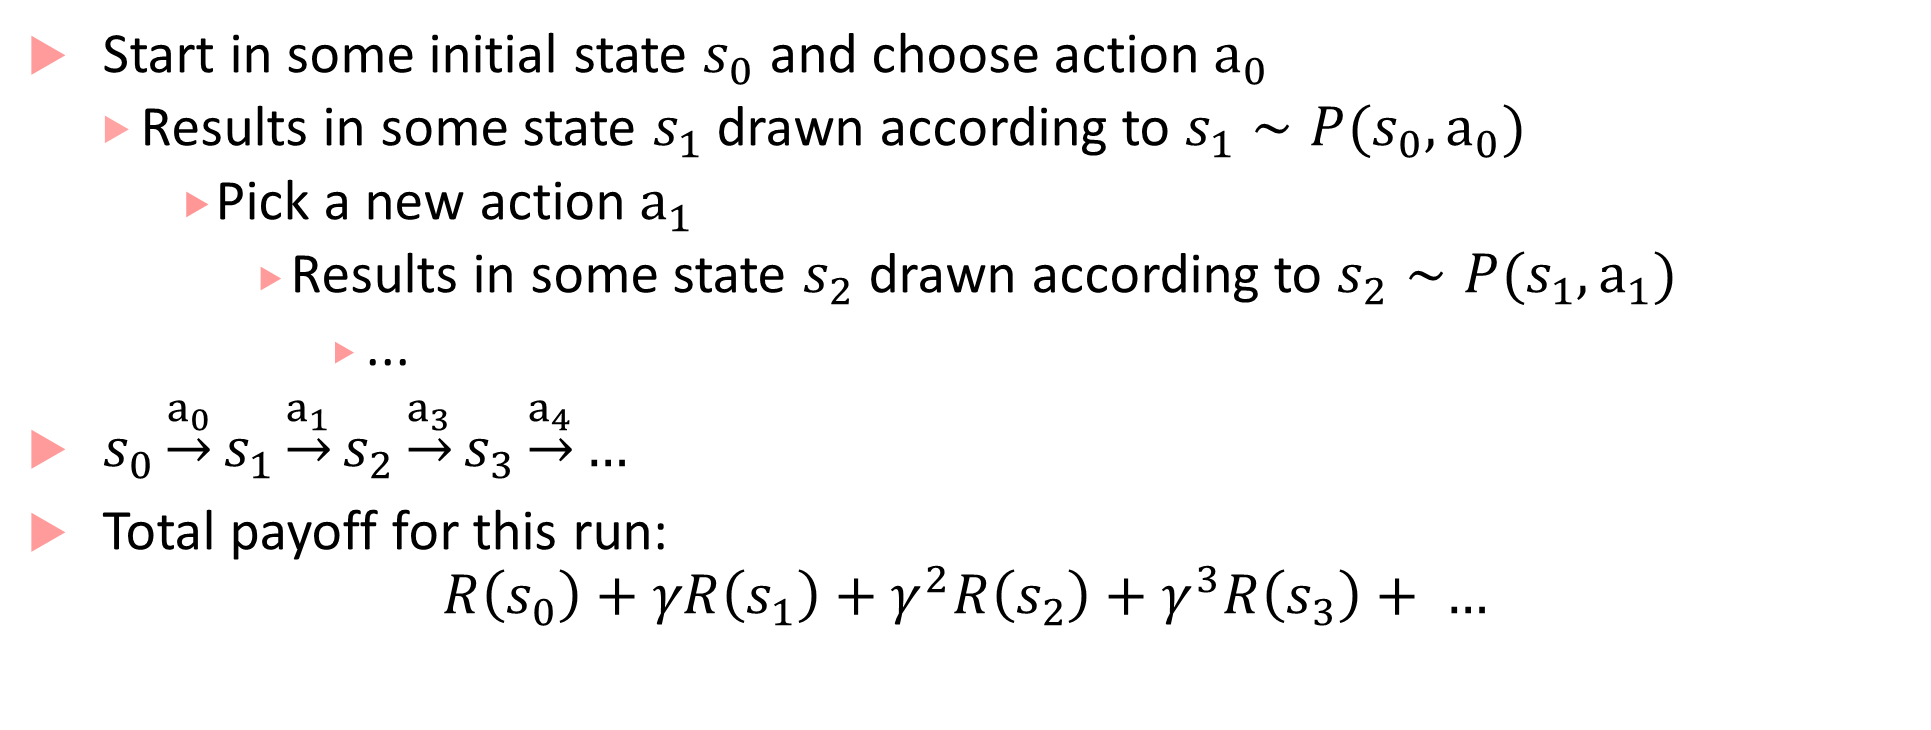 Start in some initial state s₀ and choose action a₀
Results in some state s₁ drawn according to s₁ ~ P(s₀, a₀)
Pick a new action a₁
Results in some state s₂ drawn according to s₂ ~ P(s₁, a₁)
...
s₀ →(a₀) s₁ →(a₁) s₂ →(a₃) s₃ →(a₄) ...
Total payoff for this run:
R(s₀) + γR(s₁) + γ²R(s₂) + γ³R(s₃) + ...